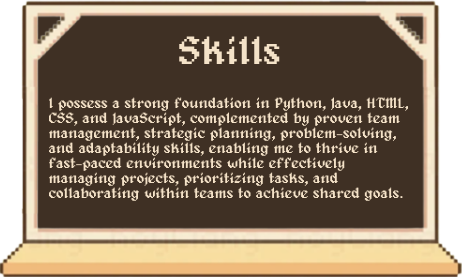 Skills
I possess a strong foundation in Python, Java, HTML,
CSS, and JavaScript, complemented by proven team
management, strategic planning, problem-solving,
and adaptability skills, enabling me to thrive in
fast-paced environments while effectively
managing projects, prioritizing tasks, and
collaborating within teams to achieve shared goals.